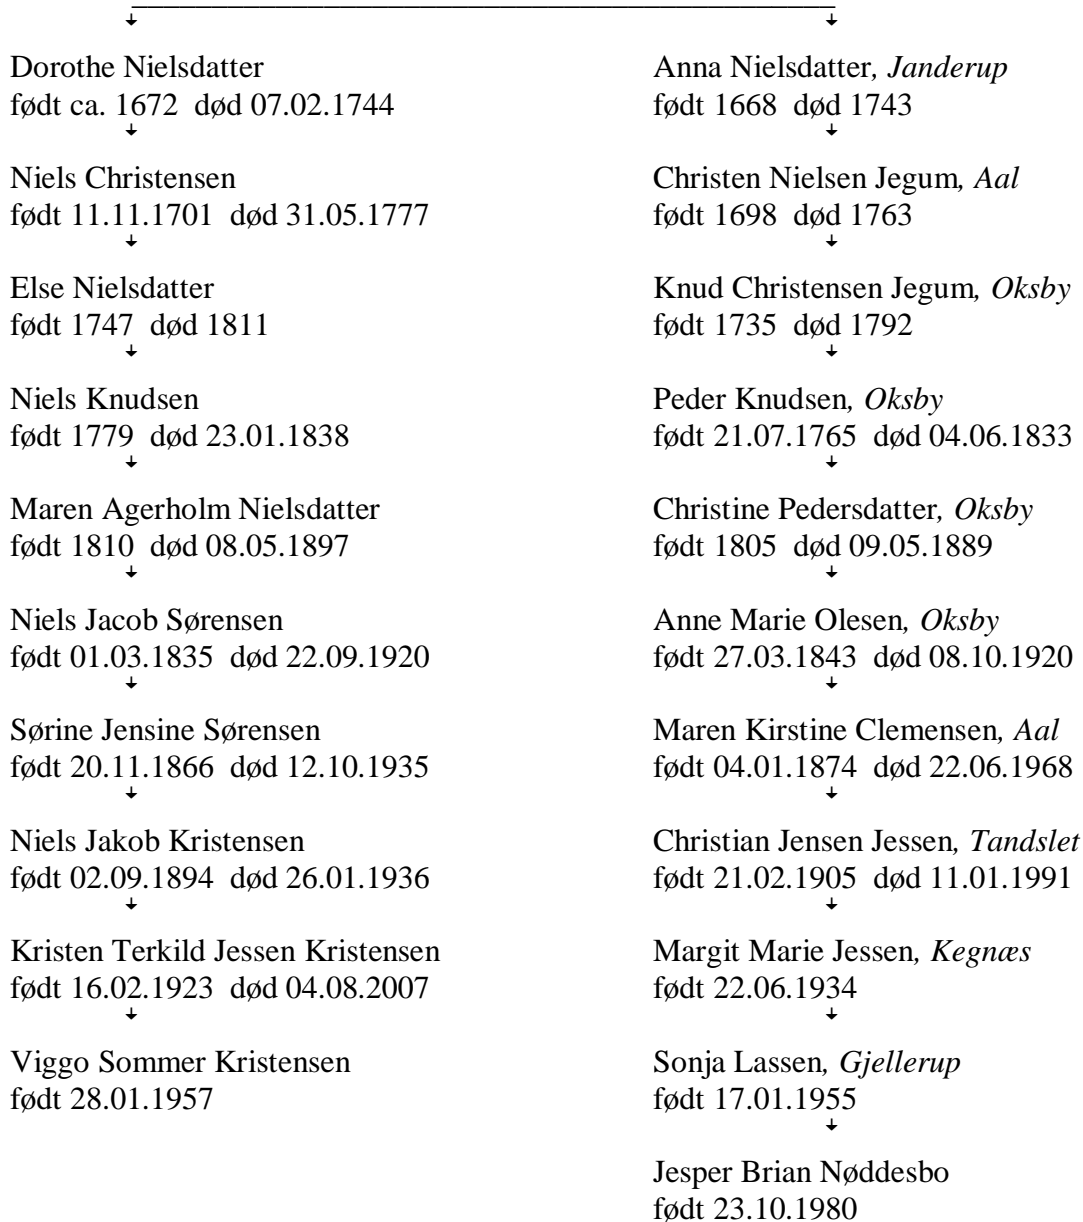 Dorothe Nielsdatter
født ca. 1672 død 07.02.1744
Niels Christensen
født 11.11.1701 død 31.05.1777
Else Nielsdatter
født 1747 død 1811
Niels Knudsen
født 1779 død 23.01.1838
Maren Agerholm Nielsdatter
født 1810 død 08.05.1897
Niels Jacob Sørensen
født 01.03.1835 død 22.09.1920
Sørine Jensine Sørensen
født 20.11.1866 død 12.10.1935
Niels Jakob Kristensen
født 02.09.1894 død 26.01.1936
Kristen Terkild Jessen Kristensen
født 16.02.1923 død 04.08.2007
Viggo Sommer Kristensen
født 28.01.1957
Anna Nielsdatter, Janderup
født 1668 død 1743
Christen Nielsen Jegum, Aal
født 1698 død 1763
Knud Christensen Jegum, Oksby
født 1735 død 1792
Peder Knudsen, Oksby
født 21.07.1765 død 04.06.1833
Christine Pedersdatter, Oksby
født 1805 død 09.05.1889
Anne Marie Olesen, Oksby
født 27.03.1843 død 08.10.1920
Maren Kirstine Clemensen, Aal
født 04.01.1874 død 22.06.1968
Christian Jensen Jessen, Tandslet
født 21.02.1905 død 11.01.1991
Margit Marie Jessen, Kegnæs
født 22.06.1934
Sonja Lassen, Gjellerup
født 17.01.1955
Jesper Brian Nøddesbo
født 23.10.1980